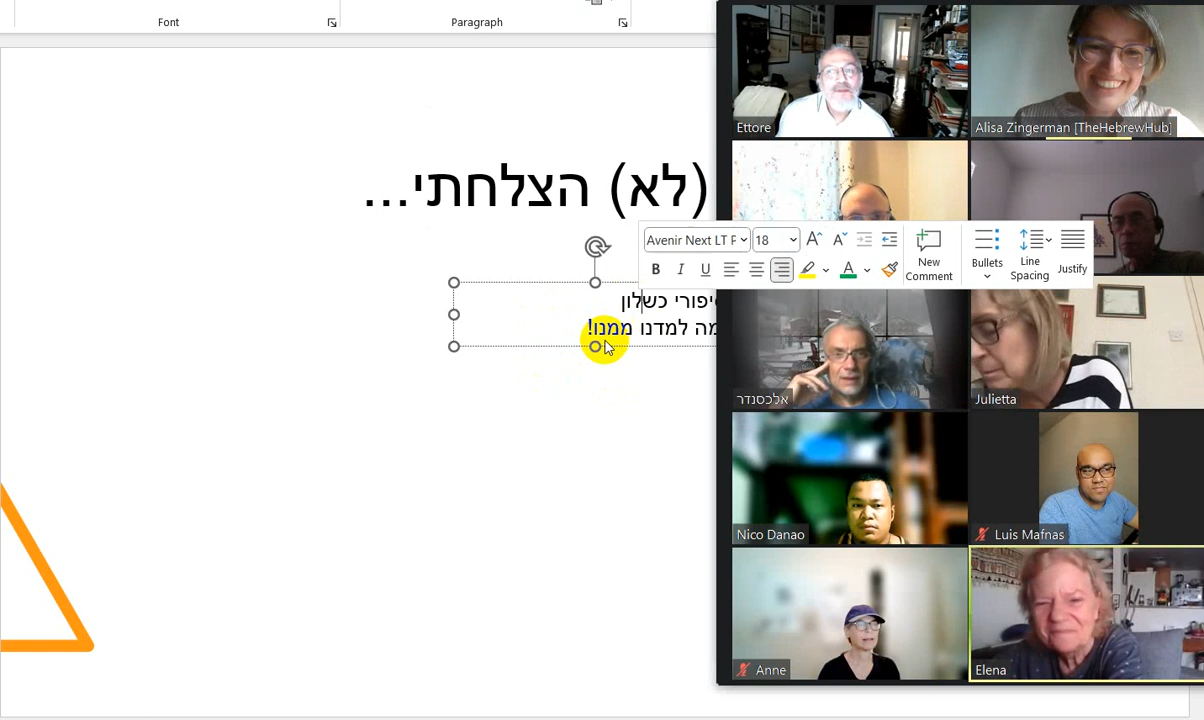 Font
Paragraph
(לא) הצלחתי...
כשלון
מה למדנו ממנו!
Avenir Next LT P
18
B
I
U
A
New Comment
Bullets
Line Spacing
Justify
Ettore
Alisa Zingerman [TheHebrewHub]
אלכסנדר
Julietta
Nico Danao
Luis Mafnas
Anne
Elena